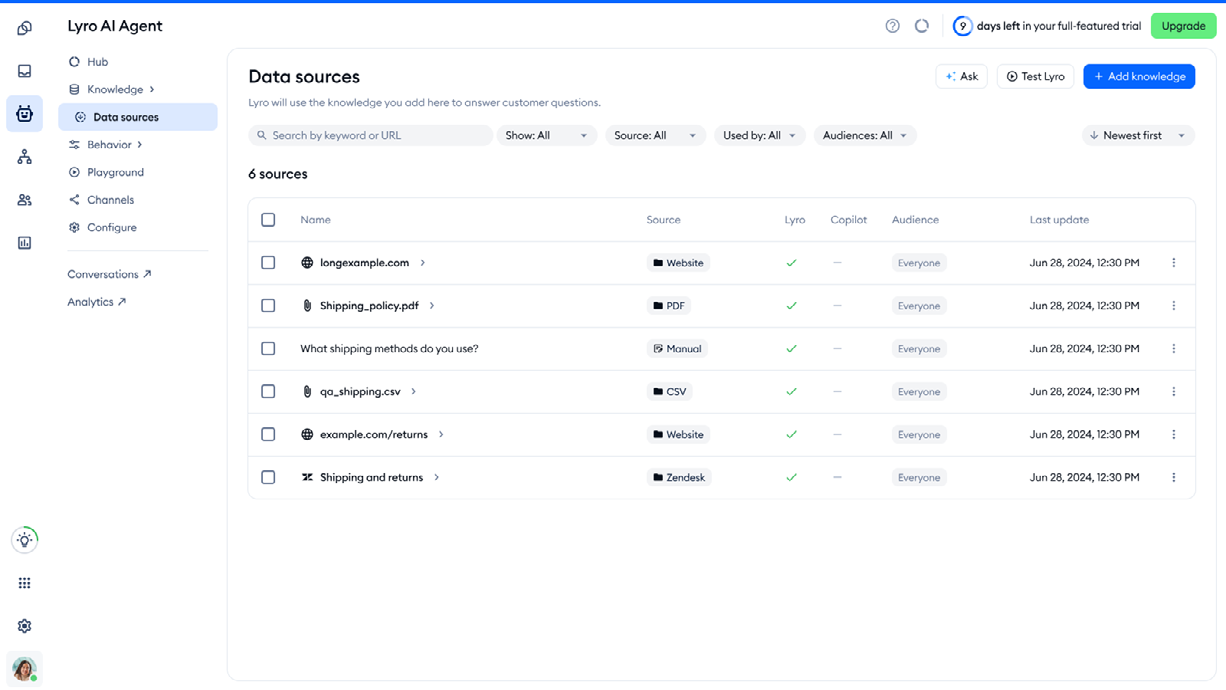 Lyro AI Agent
9 days left in your full-featured trial
Upgrade
Hub
Knowledge
Data sources
Behavior
Playground
Channels
Configure
Conversations
Analytics
Data sources
Ask
Test Lyro
+ Add knowledge
Lyro will use the knowledge you add here to answer customer questions.
Search by keyword or URL
Show: All
Source: All
Used by: All
Audiences: All
Newest first
6 sources
Name Source Lyro Copilot Audience Last update
longexample.com Website — Everyone Jun 28, 2024, 12:30 PM
Shipping_policy.pdf PDF — Everyone Jun 28, 2024, 12:30 PM
What shipping methods do you use? Manual — Everyone Jun 28, 2024, 12:30 PM
qa_shipping.csv CSV — Everyone Jun 28, 2024, 12:30 PM
example.com/returns Website — Everyone Jun 28, 2024, 12:30 PM
Shipping and returns Zendesk — Everyone Jun 28, 2024, 12:30 PM